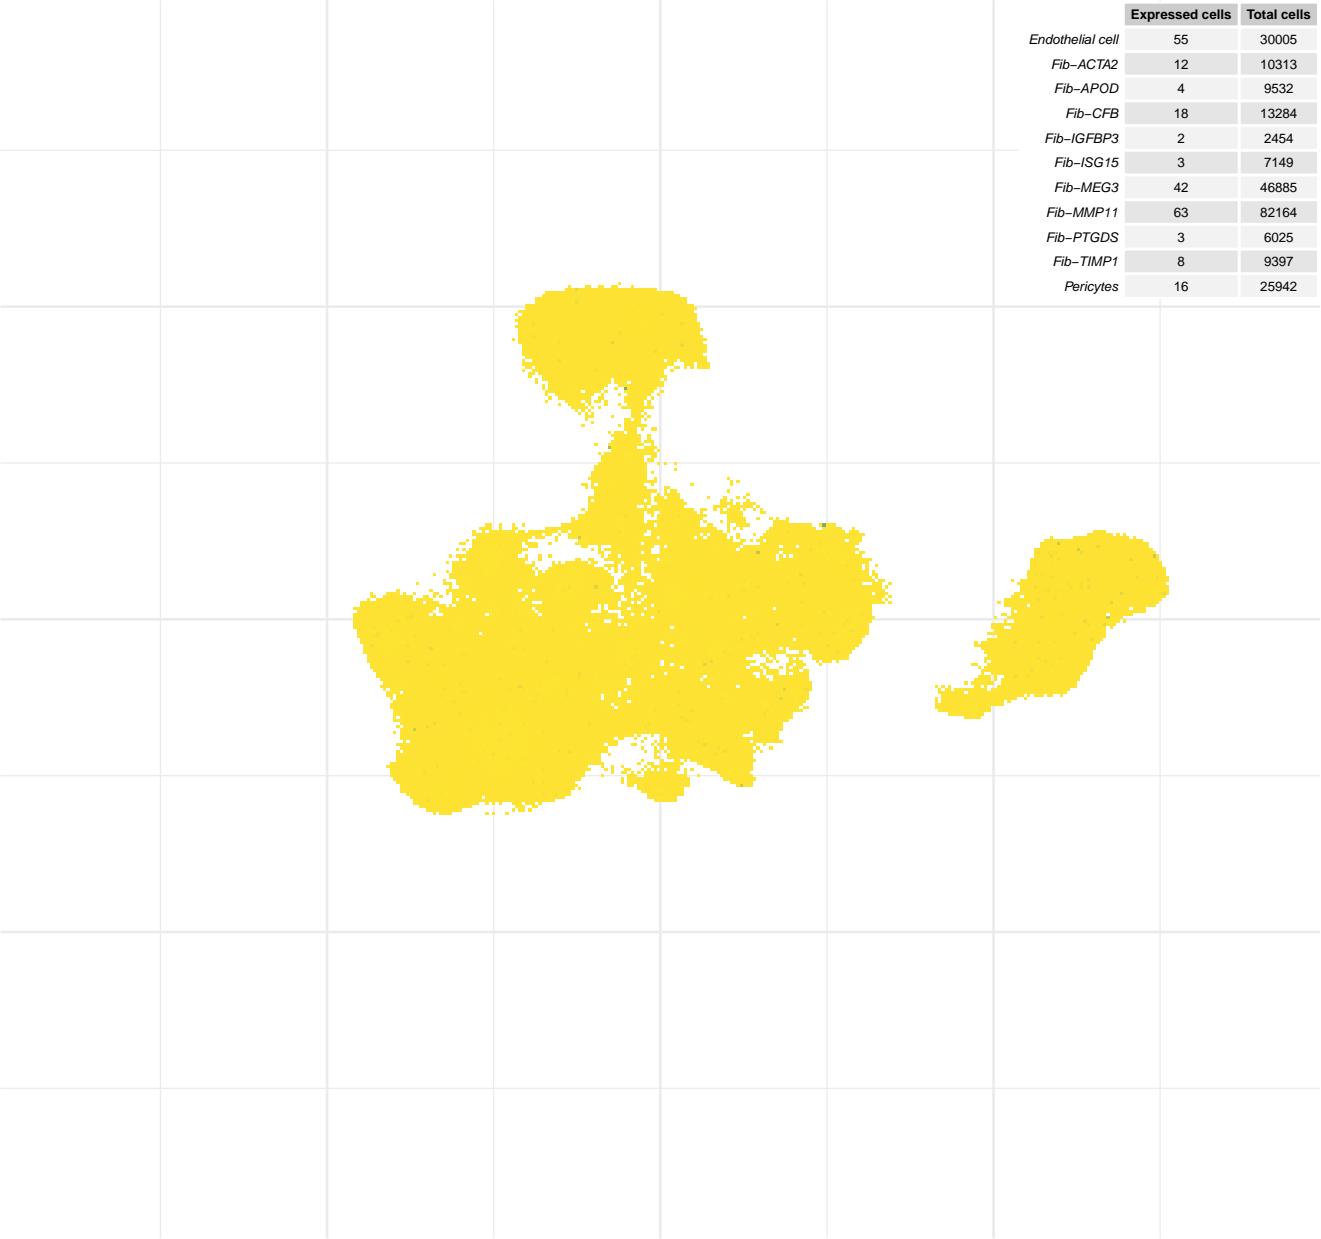 Expressed cells Total cells
Endothelial cell 55 30005
Fib−ACTA2 12 10313
Fib−APOD 4 9532
Fib−CFB 18 13284
Fib−IGFBP3 2 2454
Fib−ISG15 3 7149
Fib−MEG3 42 46885
Fib−MMP11 63 82164
Fib−PTGDS 3 6025
Fib−TIMP1 8 9397
Pericytes 16 25942